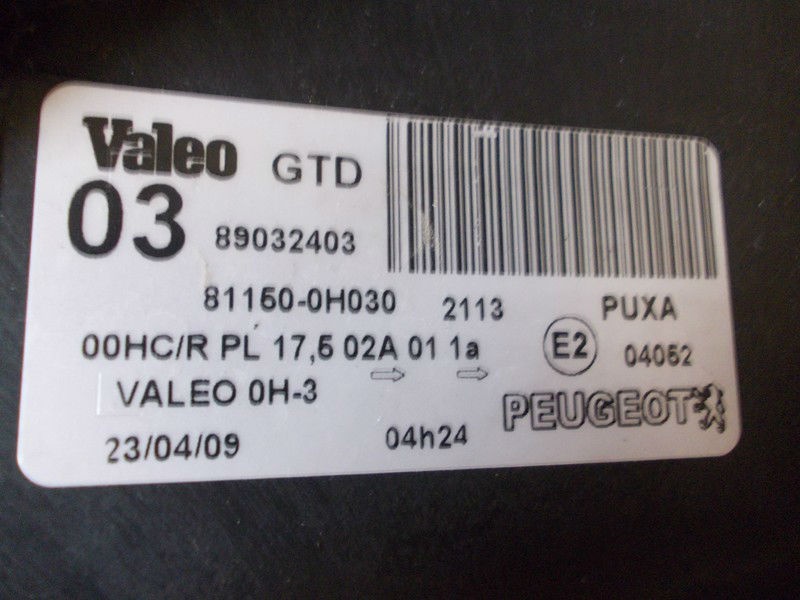 Valeo GTD
03 89032403
81150-0H030 2113 PUXA
00HC/R PL 17,5 02A 01 1a E2 04052
VALEO 0H-3 PEUGEOT
23/04/09 04h24